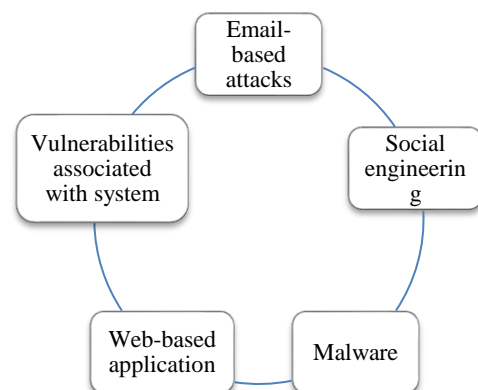 Email-
based
attacks
Social
engineerin
g
Malware
Web-based
application
Vulnerabilities
associated
with system